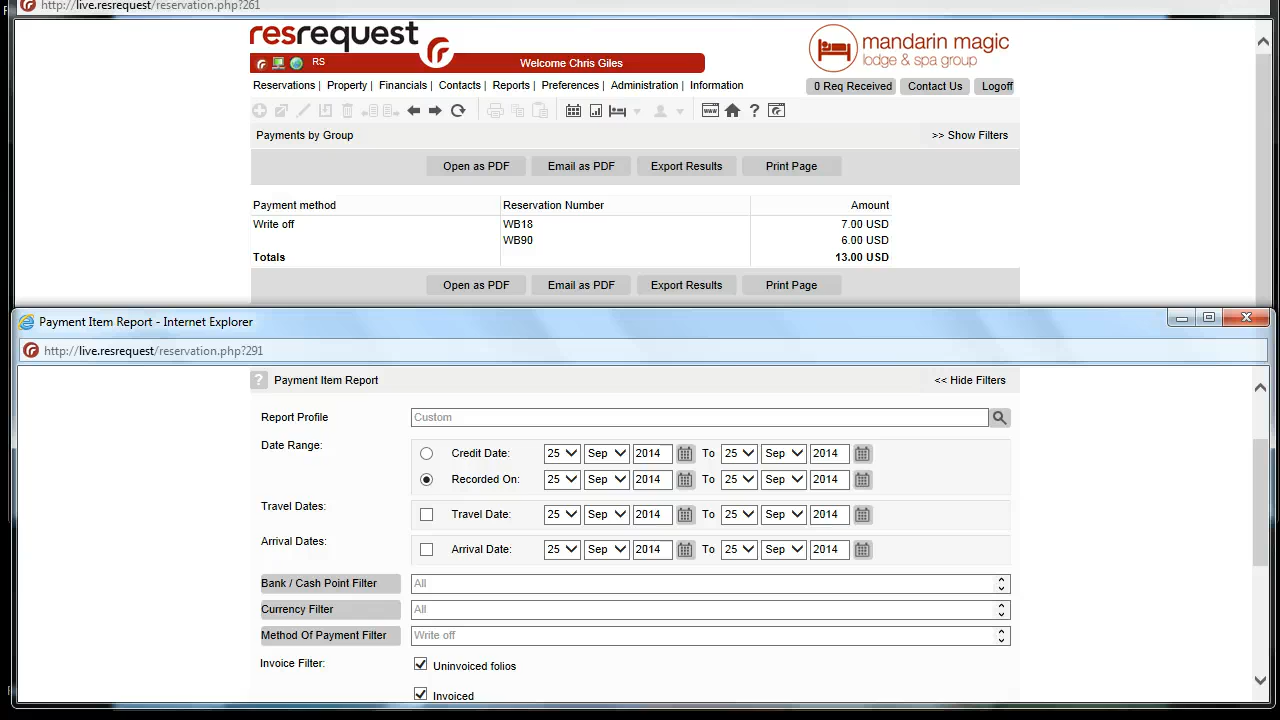 http://live.resrequest/reservation.php?261
resrequest
mandarin magic
lodge & spa group
RS
Welcome Chris Giles
Reservations | Property | Financials | Contacts | Reports | Preferences | Administration | Information
0 Req Received
Contact Us
Logoff
Payments by Group
>> Show Filters
Open as PDF
Email as PDF
Export Results
Print Page
Payment method Reservation Number Amount
Write off WB18 7.00 USD
WB90 6.00 USD
Totals 13.00 USD
Open as PDF
Email as PDF
Export Results
Print Page
Payment Item Report - Internet Explorer
http://live.resrequest/reservation.php?291
? Payment Item Report
<< Hide Filters
Report Profile Custom
Date Range: Credit Date: 25 Sep 2014 To 25 Sep 2014
Recorded On: 25 Sep 2014 To 25 Sep 2014
Travel Dates: Travel Date: 25 Sep 2014 To 25 Sep 2014
Arrival Dates: Arrival Date: 25 Sep 2014 To 25 Sep 2014
Bank / Cash Point Filter All
Currency Filter All
Method Of Payment Filter Write off
Invoice Filter: Uninvoiced folios
Invoiced